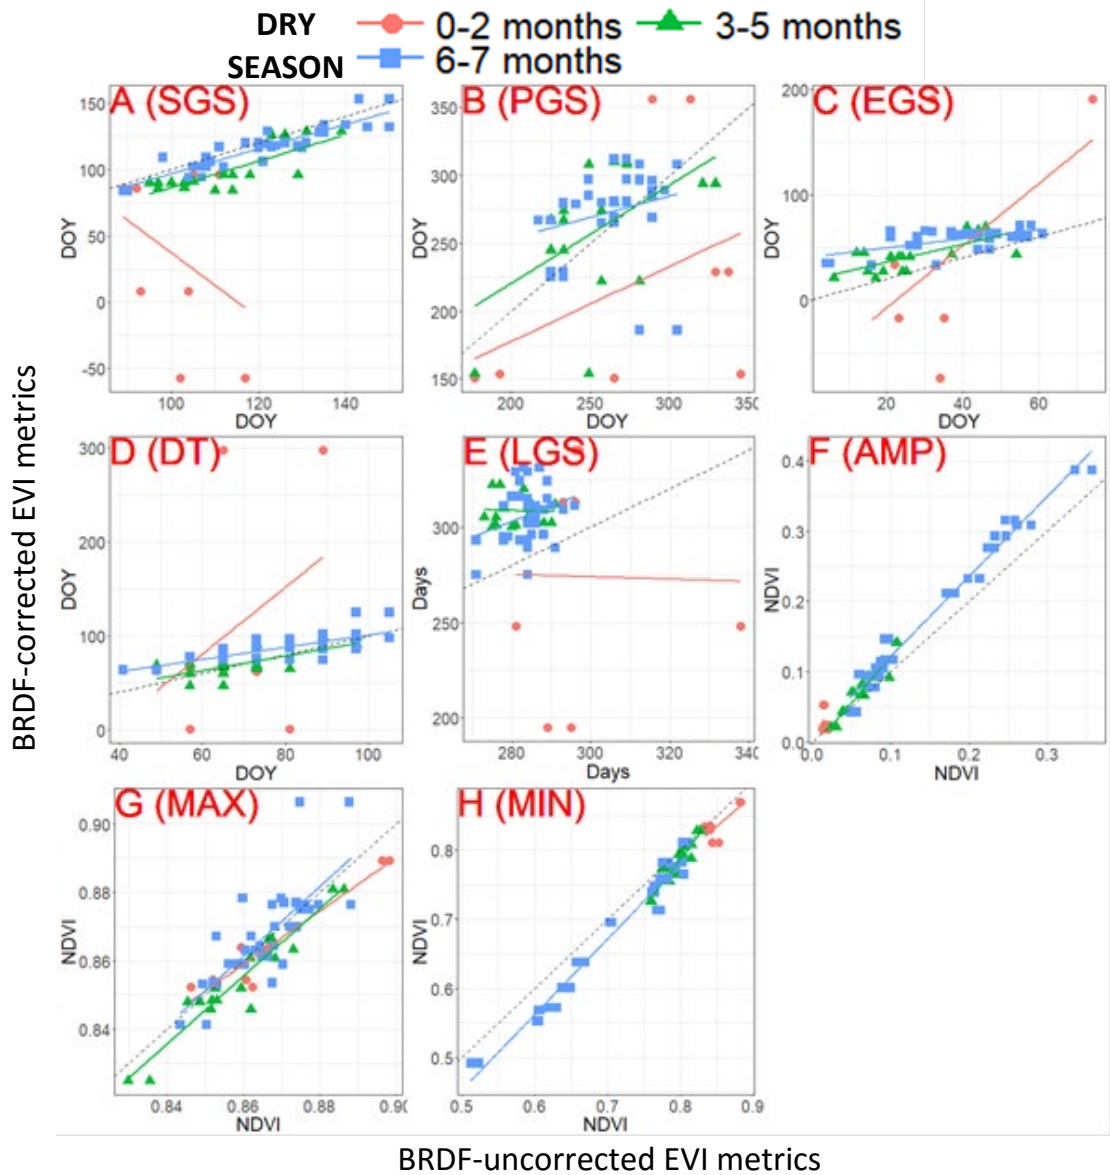 DRY
SEASON
0-2 months
3-5 months
6-7 months
BRDF-corrected EVI metrics
A (SGS)
150
100
50
0
-50
DOY
100
120
140
DOY
B (PGS)
350
300
250
200
150
DOY
200
250
300
DOY
C (EGS)
200
100
0
DOY
20
40
60
DOY
D (DT)
300
200
100
0
DOY
40
60
80
100
DOY
E (LGS)
300
250
200
Days
280
300
320
Days
F (AMP)
0.4
0.3
0.2
0.1
0.0
NDVI
0.0
0.1
0.2
0.3
NDVI
G (MAX)
0.90
0.88
0.86
0.84
NDVI
0.84
0.86
0.88
NDVI
H (MIN)
0.8
0.7
0.6
0.5
NDVI
0.5
0.6
0.7
0.8
0.9
NDVI
BRDF-uncorrected EVI metrics